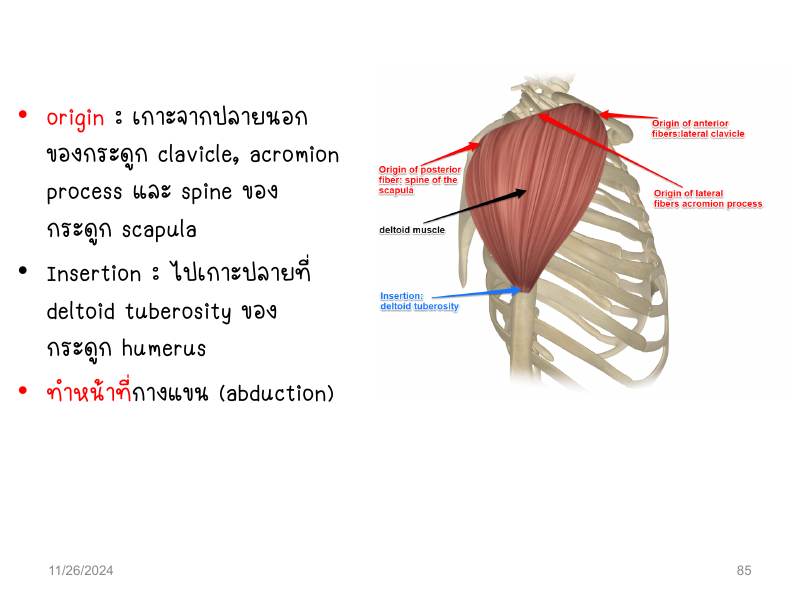 • origin : เกาะจากปลายนอก
ของกระดูก clavicle, acromion
process และ spine ของ
กระดูก scapula
• Insertion : ไปเกาะปลายที่
deltoid tuberosity ของ
กระดูก humerus
• ทำหน้าที่กางแขน (abduction)
Origin of anterior
fibers:lateral clavicle
Origin of posterior
fiber: spine of the
scapula
Origin of lateral
fibers acromion process
deltoid muscle
Insertion:
deltoid tuberosity
11/26/2024
85